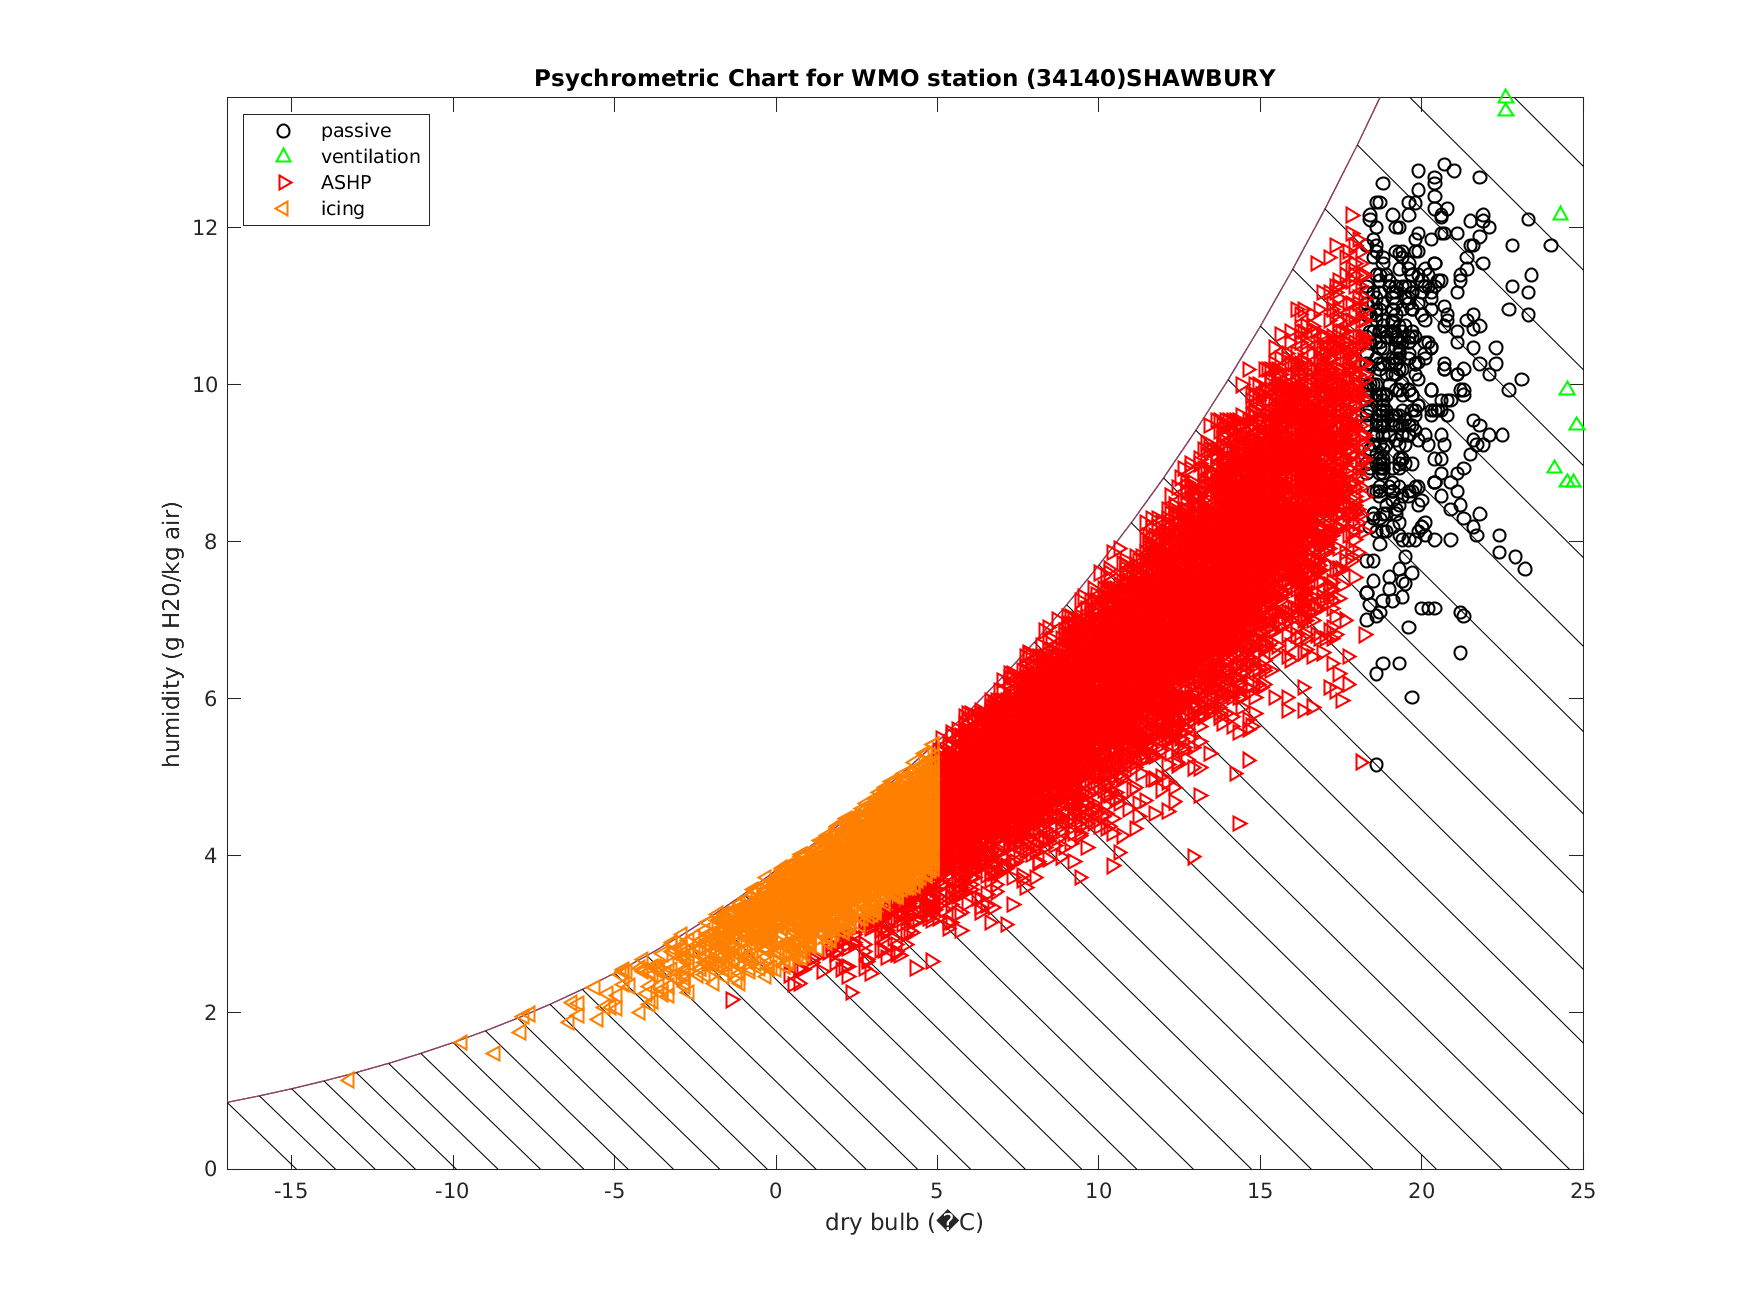 Psychrometric Chart for WMO station (34140)SHAWBURY
passive
ventilation
ASHP
icing
humidity (g H20/kg air)
12
10
8
6
4
2
0
-15 -10 -5 0 5 10 15 20 25
dry bulb (�C)